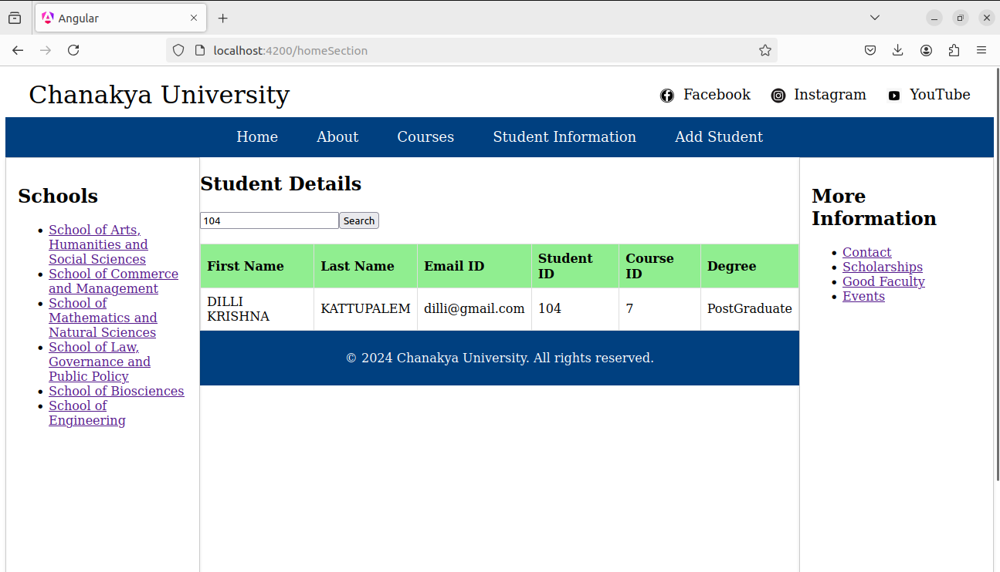 Angular
localhost:4200/homeSection
Chanakya University
Facebook Instagram YouTube
Home About Courses Student Information Add Student
Schools
School of Arts,
Humanities and
Social Sciences
School of Commerce
and Management
School of
Mathematics and
Natural Sciences
School of Law,
Governance and
Public Policy
School of Biosciences
School of
Engineering
Student Details
104 Search
First Name Last Name Email ID Student ID Course ID Degree
DILLI KRISHNA KATTUPALEM dilli@gmail.com 104 7 PostGraduate
© 2024 Chanakya University. All rights reserved.
More
Information
Contact
Scholarships
Good Faculty
Events